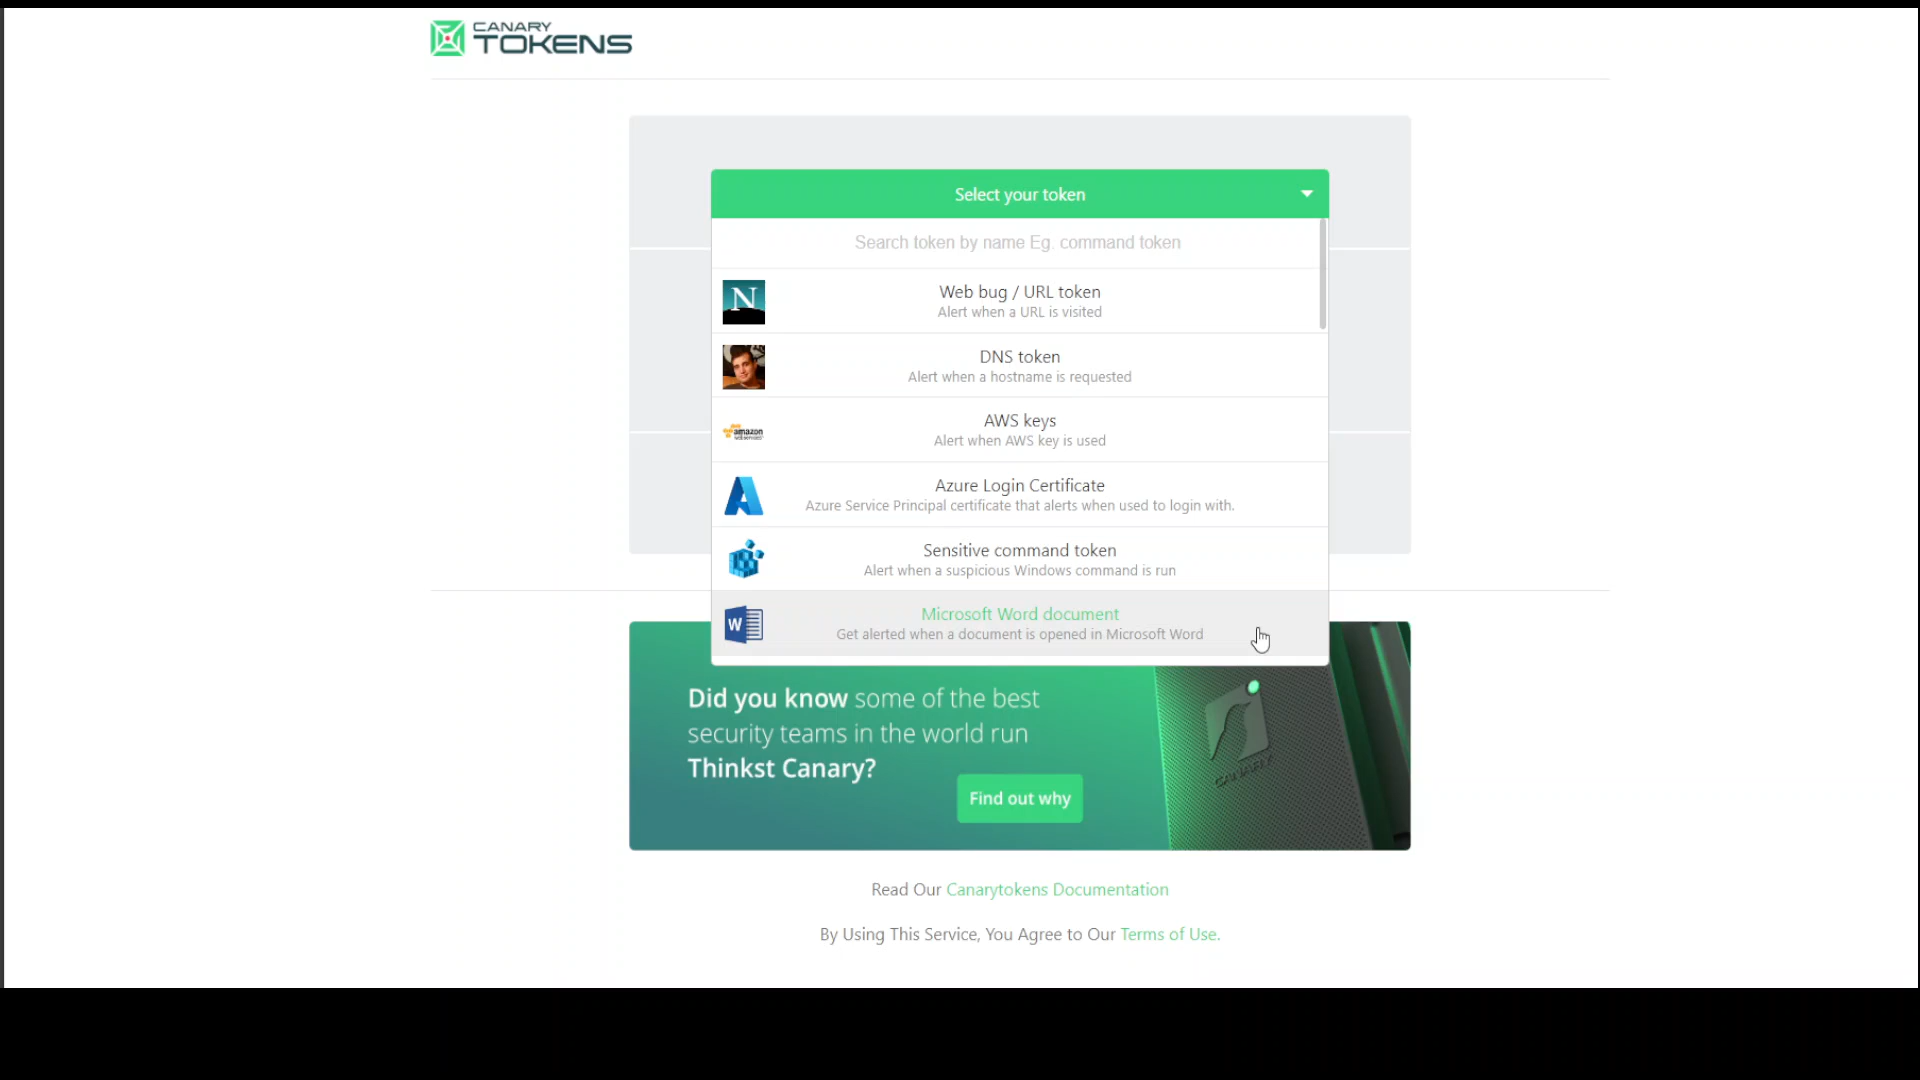 CANARY
TOKENS
Select your token
Search token by name Eg. command token
N
Web bug / URL token
Alert when a URL is visited
DNS token
Alert when a hostname is requested
amazon
web services
AWS keys
Alert when AWS key is used
Azure Login Certificate
Azure Service Principal certificate that alerts when used to login with.
Sensitive command token
Alert when a suspicious Windows command is run
W
Microsoft Word document
Get alerted when a document is opened in Microsoft Word
Did you know some of the best
security teams in the world run
Thinkst Canary?
Find out why
CANARY
Read Our Canarytokens Documentation
By Using This Service, You Agree to Our Terms of Use.